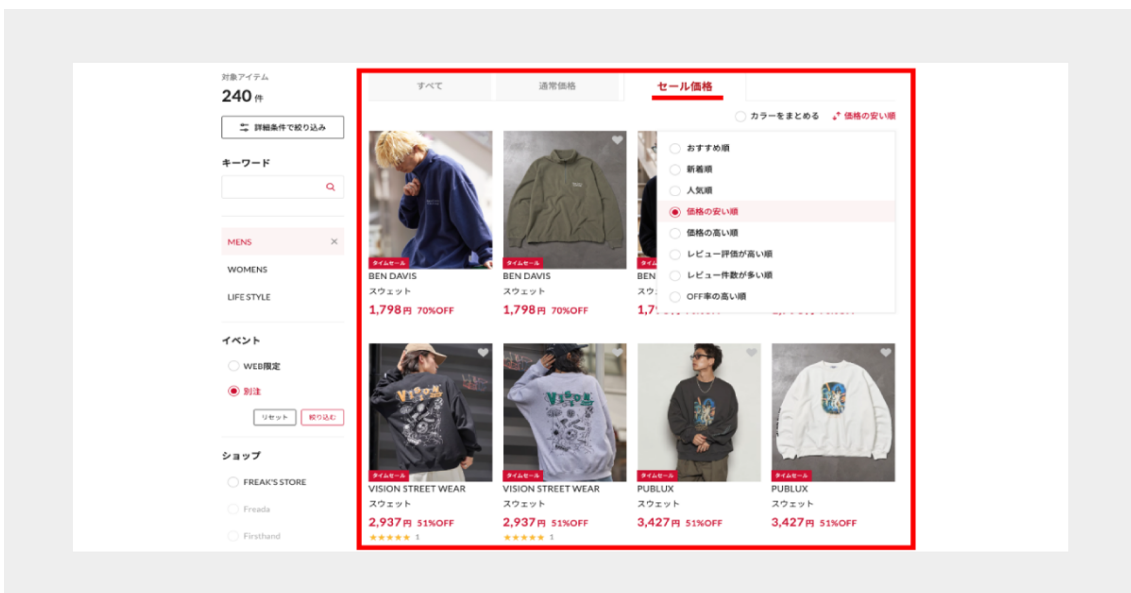 対象アイテム
240 件
詳細条件で絞り込み
キーワード
MENS ×
WOMENS
LIFE STYLE
イベント
WEB限定
別注
リセット 絞り込む
ショップ
FREAK'S STORE
Freada
Firsthand
すべて 通常価格 セール価格
カラーをまとめる 価格の安い順
おすすめ順
新着順
人気順
価格の安い順
価格の高い順
レビュー評価が高い順
レビュー件数が多い順
OFF率の高い順
タイムセール タイムセール
BEN DAVIS BEN DAVIS BEN
スウェット スウェット スウ
1,798円 70%OFF 1,798円 70%OFF 1,7
VISON
タイムセール タイムセール タイムセール タイムセール
VISION STREET WEAR VISION STREET WEAR PUBLUX PUBLUX
スウェット スウェット スウェット スウェット
2,937円 51%OFF 2,937円 51%OFF 3,427円 51%OFF 3,427円 51%OFF
★★★★★ 1 ★★★★★ 1